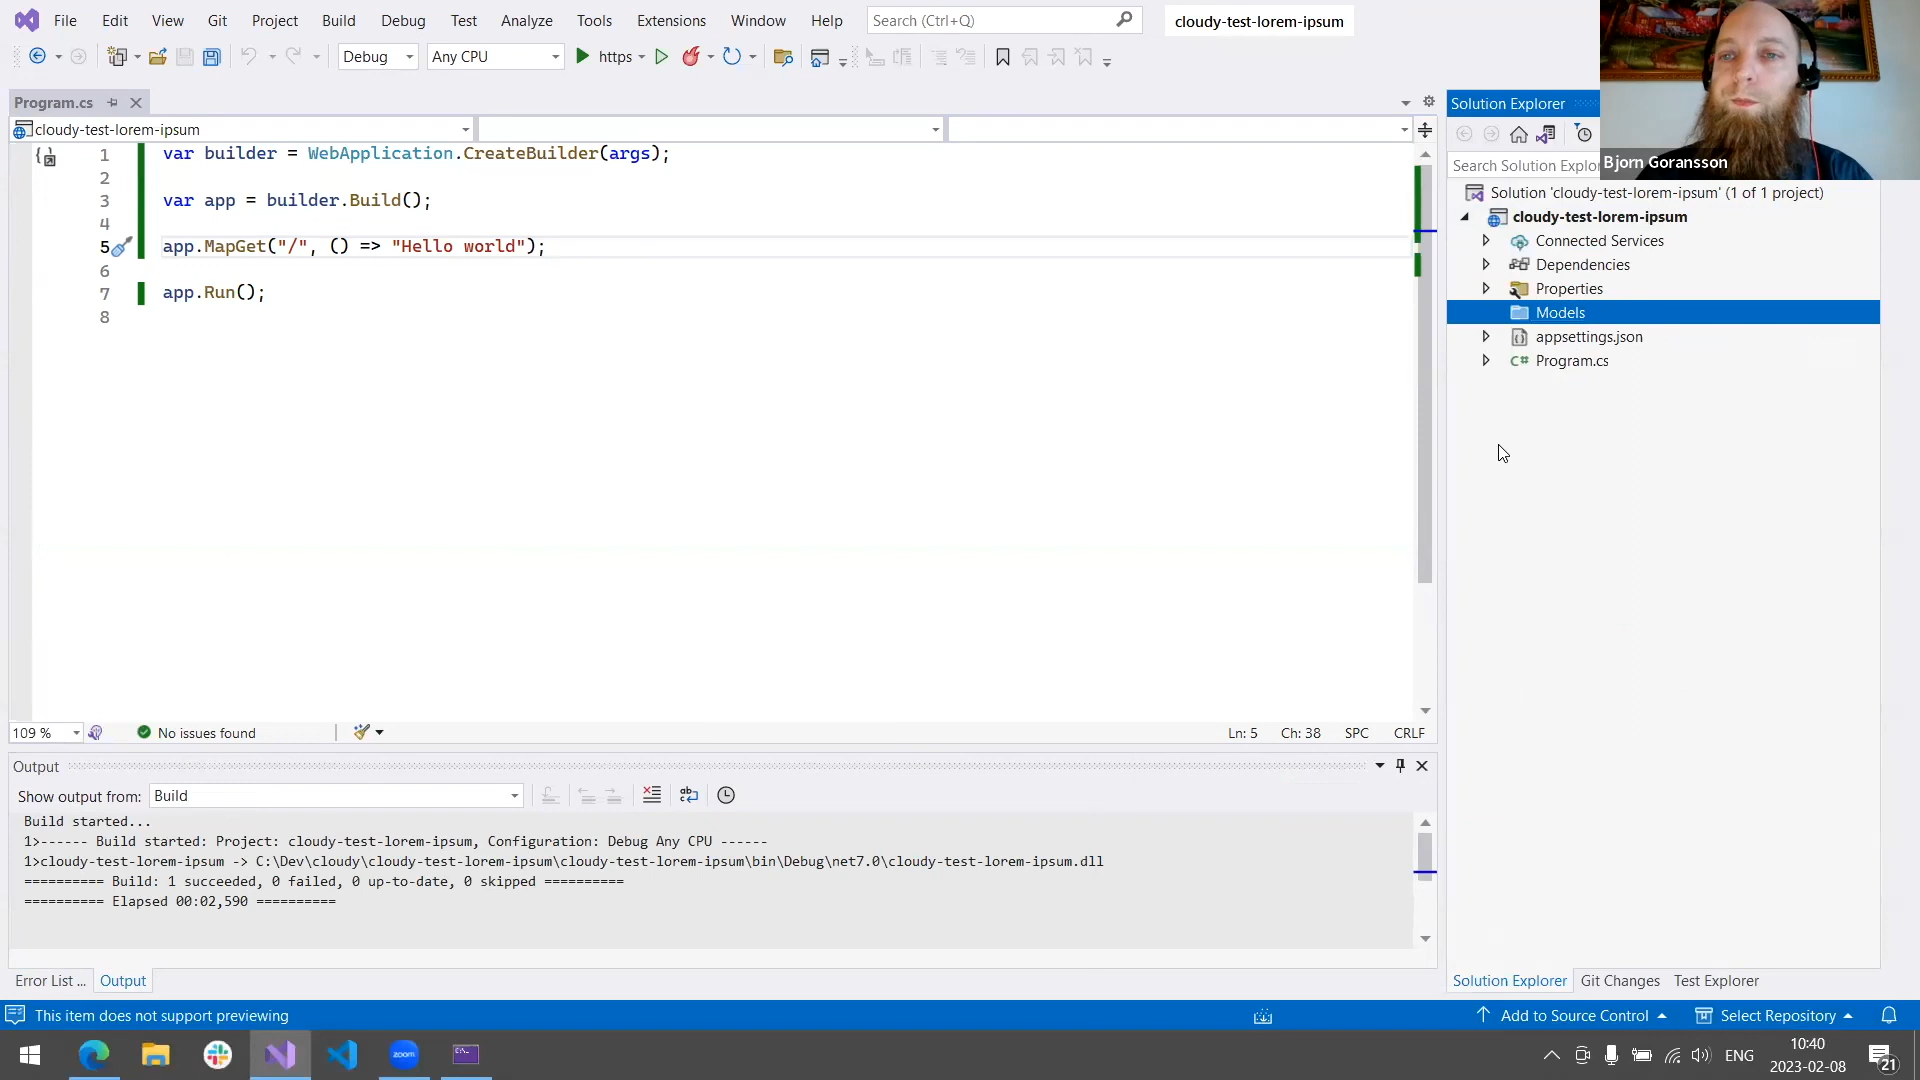 File Edit View Git Project Build Debug Test Analyze Tools Extensions Window Help Search (Ctrl+Q) cloudy-test-lorem-ipsum
Debug Any CPU https
Program.cs
cloudy-test-lorem-ipsum
1 var builder = WebApplication.CreateBuilder(args);
2
3 var app = builder.Build();
4
5 app.MapGet("/", () => "Hello world");
6
7 app.Run();
8
109 % No issues found Ln: 5 Ch: 38 SPC CRLF
Output
Show output from: Build
Build started...
1>------ Build started: Project: cloudy-test-lorem-ipsum, Configuration: Debug Any CPU ------
1>cloudy-test-lorem-ipsum -> C:\Dev\cloudy\cloudy-test-lorem-ipsum\cloudy-test-lorem-ipsum\bin\Debug\net7.0\cloudy-test-lorem-ipsum.dll
========== Build: 1 succeeded, 0 failed, 0 up-to-date, 0 skipped ==========
========== Elapsed 00:02,590 ==========
Error List ... Output
Solution Explorer
Search Solution Explo
Bjorn Goransson
Solution 'cloudy-test-lorem-ipsum' (1 of 1 project)
cloudy-test-lorem-ipsum
Connected Services
Dependencies
Properties
Models
appsettings.json
C# Program.cs
Solution Explorer Git Changes Test Explorer
This item does not support previewing Add to Source Control Select Repository
zoom
ENG
10:40
2023-02-08
21